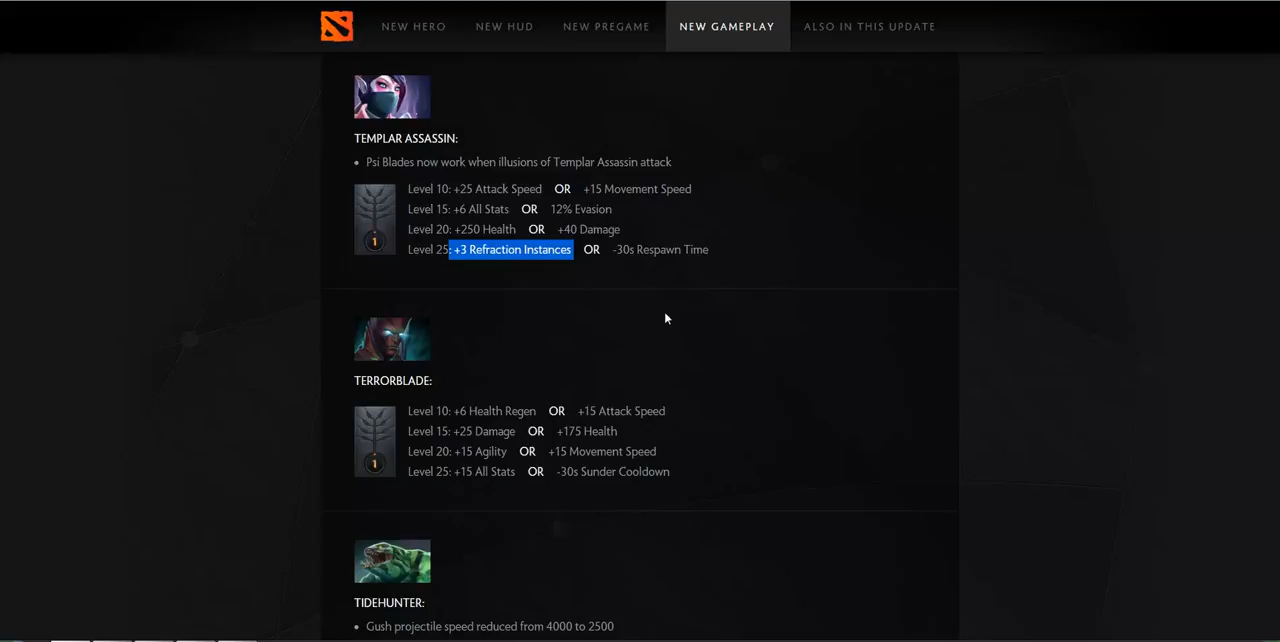 NEW HERO NEW HUD NEW PREGAME NEW GAMEPLAY ALSO IN THIS UPDATE
TEMPLAR ASSASSIN:
• Psi Blades now work when illusions of Templar Assassin attack
1
Level 10: +25 Attack Speed OR +15 Movement Speed
Level 15: +6 All Stats OR 12% Evasion
Level 20: +250 Health OR +40 Damage
Level 25: +3 Refraction Instances OR -30s Respawn Time
TERRORBLADE:
1
Level 10: +6 Health Regen OR +15 Attack Speed
Level 15: +25 Damage OR +175 Health
Level 20: +15 Agility OR +15 Movement Speed
Level 25: +15 All Stats OR -30s Sunder Cooldown
TIDEHUNTER:
• Gush projectile speed reduced from 4000 to 2500